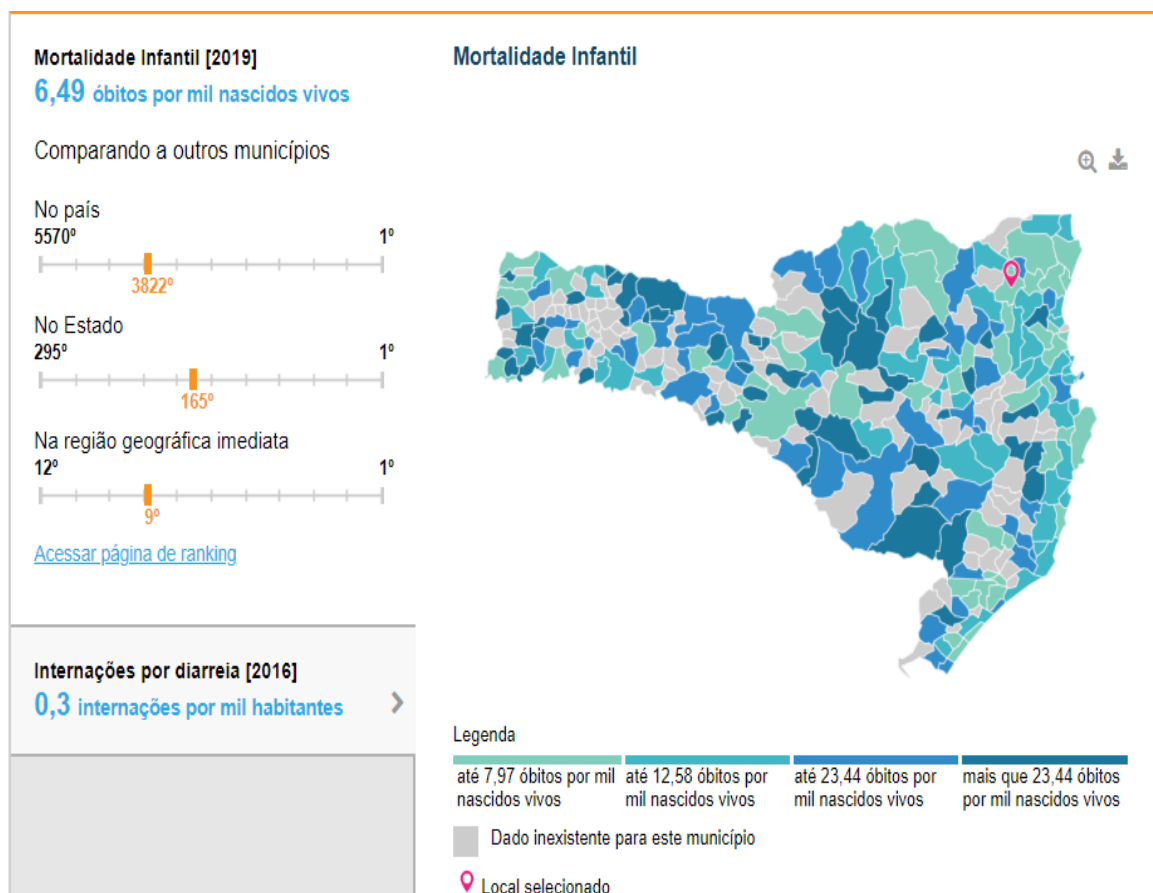 Mortalidade Infantil [2019]
6,49 óbitos por mil nascidos vivos
Comparando a outros municípios
No país
5570º 1º
3822º
No Estado
295º 1º
165º
Na região geográfica imediata
12º 1º
9º
Acessar página de ranking
Internações por diarreia [2016]
0,3 internações por mil habitantes
Mortalidade Infantil
Legenda
até 7,97 óbitos por mil
nascidos vivos
até 12,58 óbitos por
mil nascidos vivos
até 23,44 óbitos por
mil nascidos vivos
mais que 23,44 óbitos
por mil nascidos vivos
Dado inexistente para este município
Local selecionado